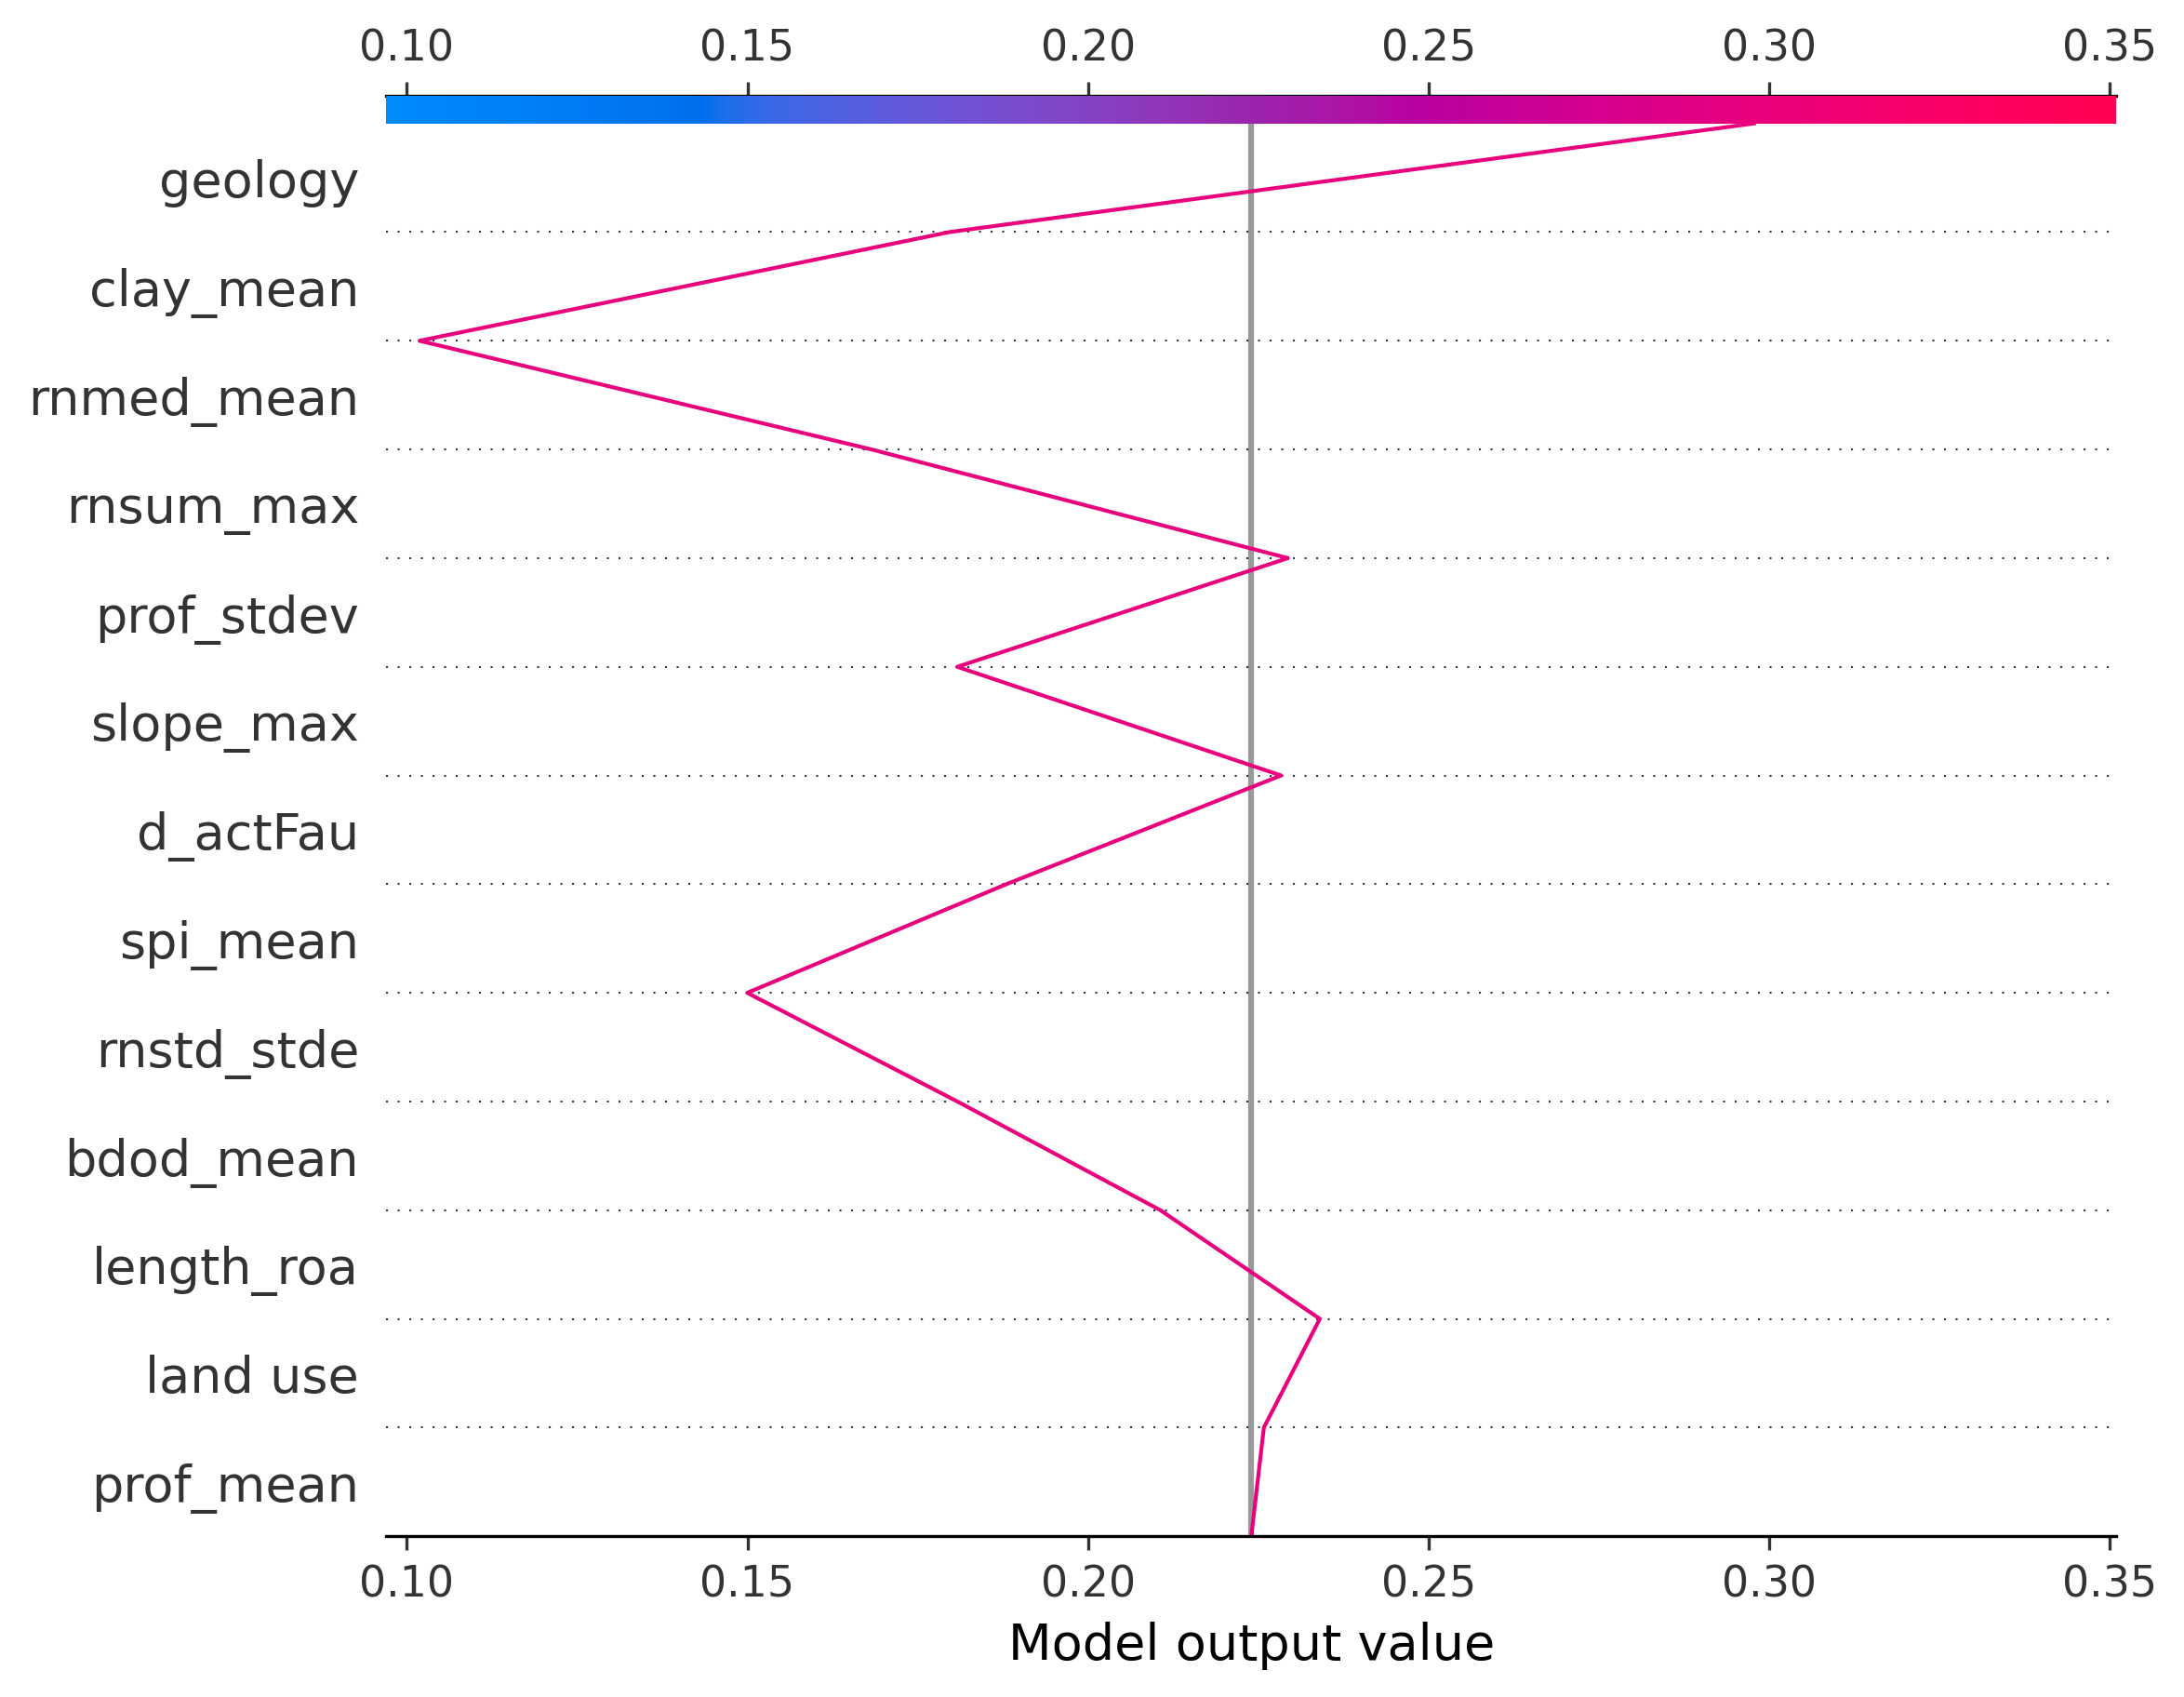 0.10 0.15 0.20 0.25 0.30 0.35
geology
clay_mean
rnmed_mean
rnsum_max
prof_stdev
slope_max
d_actFau
spi_mean
rnstd_stde
bdod_mean
length_roa
land use
prof_mean
0.10 0.15 0.20 0.25 0.30 0.35
Model output value